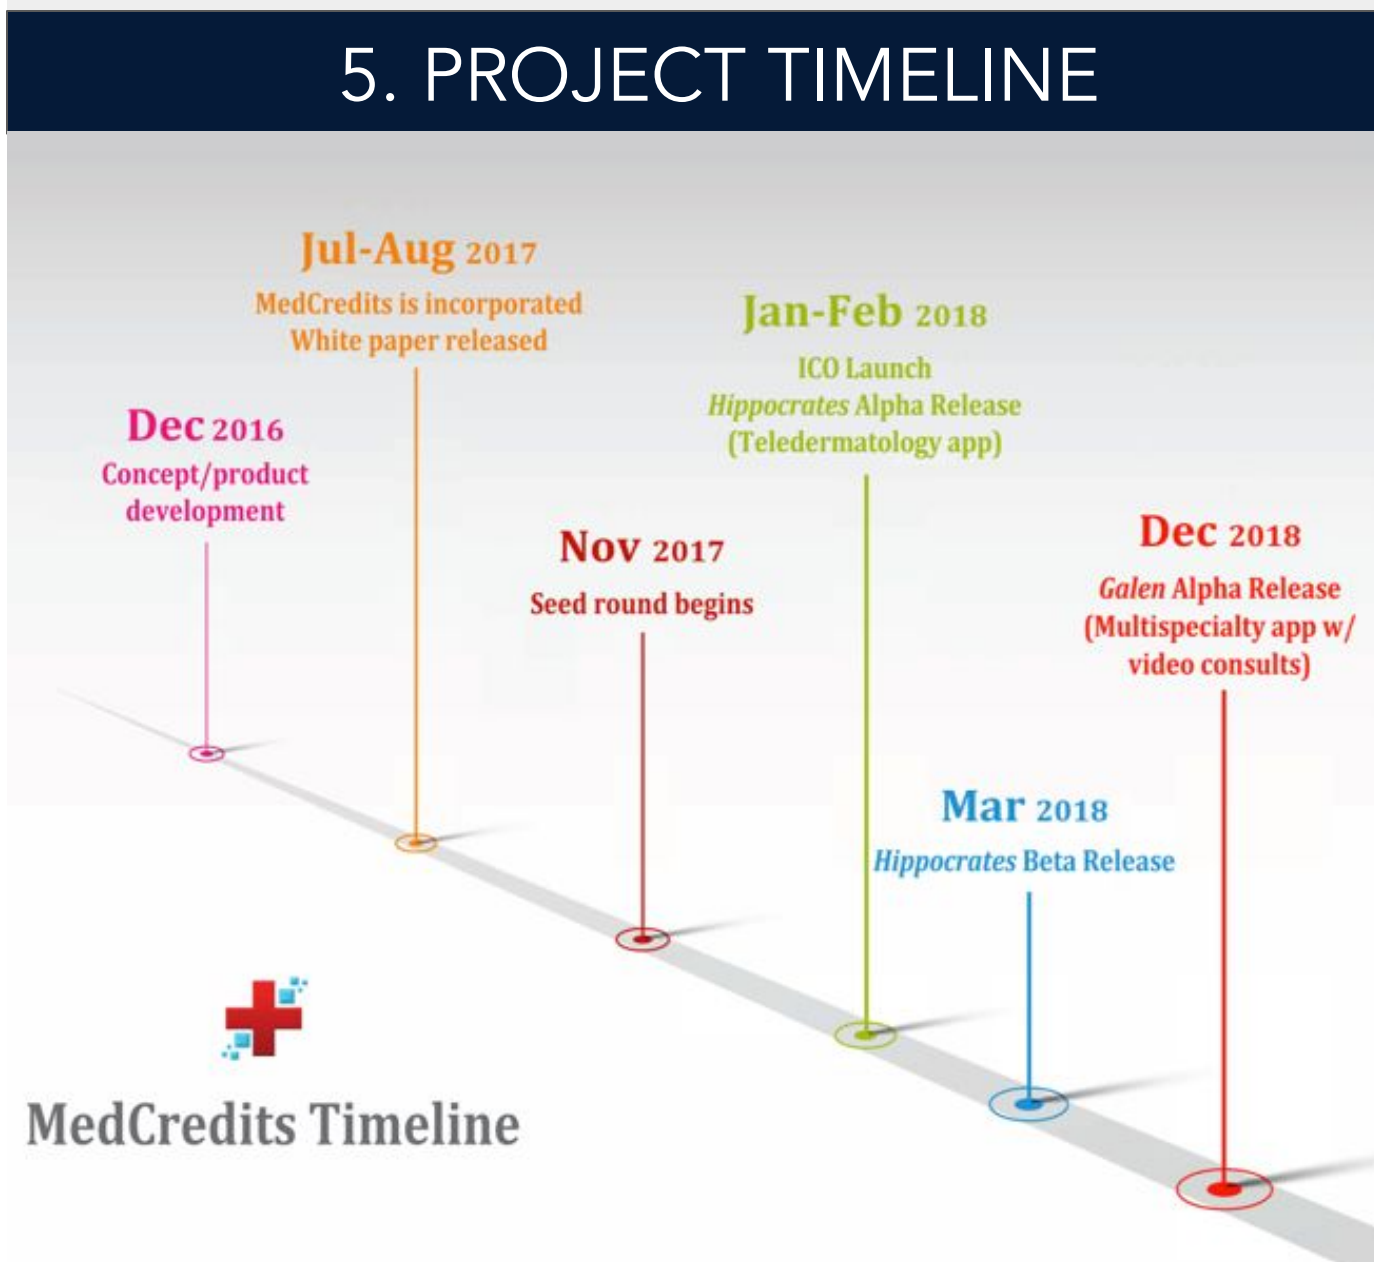 5. PROJECT TIMELINE
Jul-Aug 2017
MedCredits is incorporated
White paper released
Jan-Feb 2018
ICO Launch
Hippocrates Alpha Release
(Teledermatology app)
Dec 2016
Concept/product
development
Nov 2017
Seed round begins
Dec 2018
Galen Alpha Release
(Multispecialty app w/
video consults)
Mar 2018
Hippocrates Beta Release
MedCredits Timeline